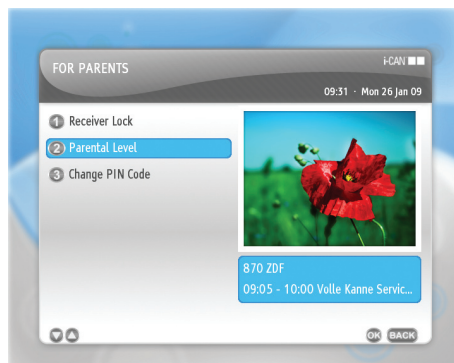 FOR PARENTS
i-CAN
09:31 · Mon 26 Jan 09
1 Receiver Lock
2 Parental Level
3 Change PIN Code
870 ZDF
09:05 - 10:00 Volle Kanne Servic...
OK BACK